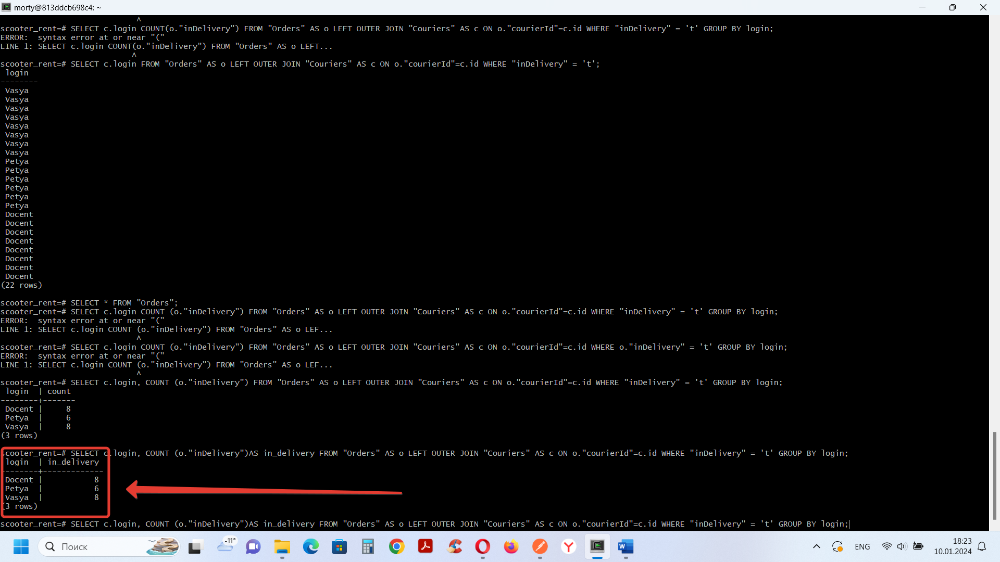 morty@813ddcb698c4: ~
^
scooter_rent=# SELECT c.login COUNT(o."inDelivery") FROM "Orders" AS o LEFT OUTER JOIN "Couriers" AS c ON o."courierId"=c.id WHERE "inDelivery" = 't' GROUP BY login;
ERROR:  syntax error at or near "("
LINE 1: SELECT c.login COUNT(o."inDelivery") FROM "Orders" AS o LEFT...
^
scooter_rent=# SELECT c.login FROM "Orders" AS o LEFT OUTER JOIN "Couriers" AS c ON o."courierId"=c.id WHERE "inDelivery" = 't';
login
--------
Vasya
Vasya
Vasya
Vasya
Vasya
Vasya
Vasya
Vasya
Petya
Petya
Petya
Petya
Petya
Petya
Docent
Docent
Docent
Docent
Docent
Docent
Docent
Docent
(22 rows)
scooter_rent=# SELECT * FROM "Orders";
scooter_rent=# SELECT c.login COUNT (o."inDelivery") FROM "Orders" AS o LEFT OUTER JOIN "Couriers" AS c ON o."courierId"=c.id WHERE "inDelivery" = 't' GROUP BY login;
ERROR:  syntax error at or near "("
LINE 1: SELECT c.login COUNT (o."inDelivery") FROM "Orders" AS o LEF...
^
scooter_rent=# SELECT c.login COUNT (o."inDelivery") FROM "Orders" AS o LEFT OUTER JOIN "Couriers" AS c ON o."courierId"=c.id WHERE o."inDelivery" = 't' GROUP BY login;
ERROR:  syntax error at or near "("
LINE 1: SELECT c.login COUNT (o."inDelivery") FROM "Orders" AS o LEF...
^
scooter_rent=# SELECT c.login, COUNT (o."inDelivery") FROM "Orders" AS o LEFT OUTER JOIN "Couriers" AS c ON o."courierId"=c.id WHERE "inDelivery" = 't' GROUP BY login;
login  | count
--------+-------
Docent |     8
Petya  |     6
Vasya  |     8
(3 rows)
scooter_rent=# SELECT c.login, COUNT (o."inDelivery")AS in_delivery FROM "Orders" AS o LEFT OUTER JOIN "Couriers" AS c ON o."courierId"=c.id WHERE "inDelivery" = 't' GROUP BY login;
login  | in_delivery
--------+-------------
Docent |           8
Petya  |           6
Vasya  |           8
(3 rows)
scooter_rent=# SELECT c.login, COUNT (o."inDelivery")AS in_delivery FROM "Orders" AS o LEFT OUTER JOIN "Couriers" AS c ON o."courierId"=c.id WHERE "inDelivery" = 't' GROUP BY login;
Поиск
-11°
ENG
18:23
10.01.2024